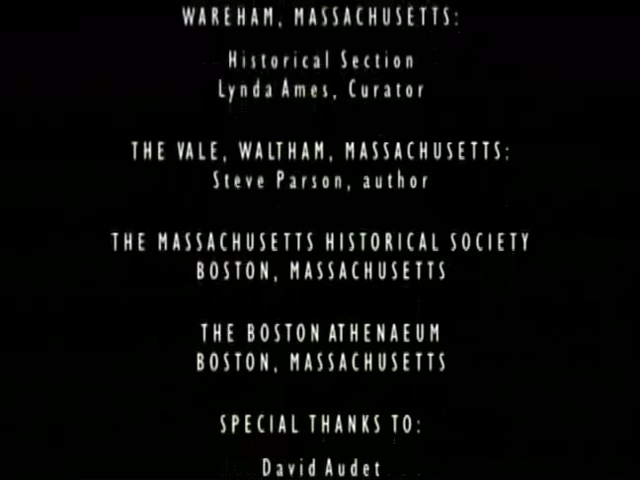 WAREHAM, MASSACHUSETTS:
Historical Section
Lynda Ames, Curator
THE VALE, WALTHAM, MASSACHUSETTS:
Steve Parson, author
THE MASSACHUSETTS HISTORICAL SOCIETY
BOSTON, MASSACHUSETTS
THE BOSTON ATHENAEUM
BOSTON, MASSACHUSETTS
SPECIAL THANKS TO:
David Audet